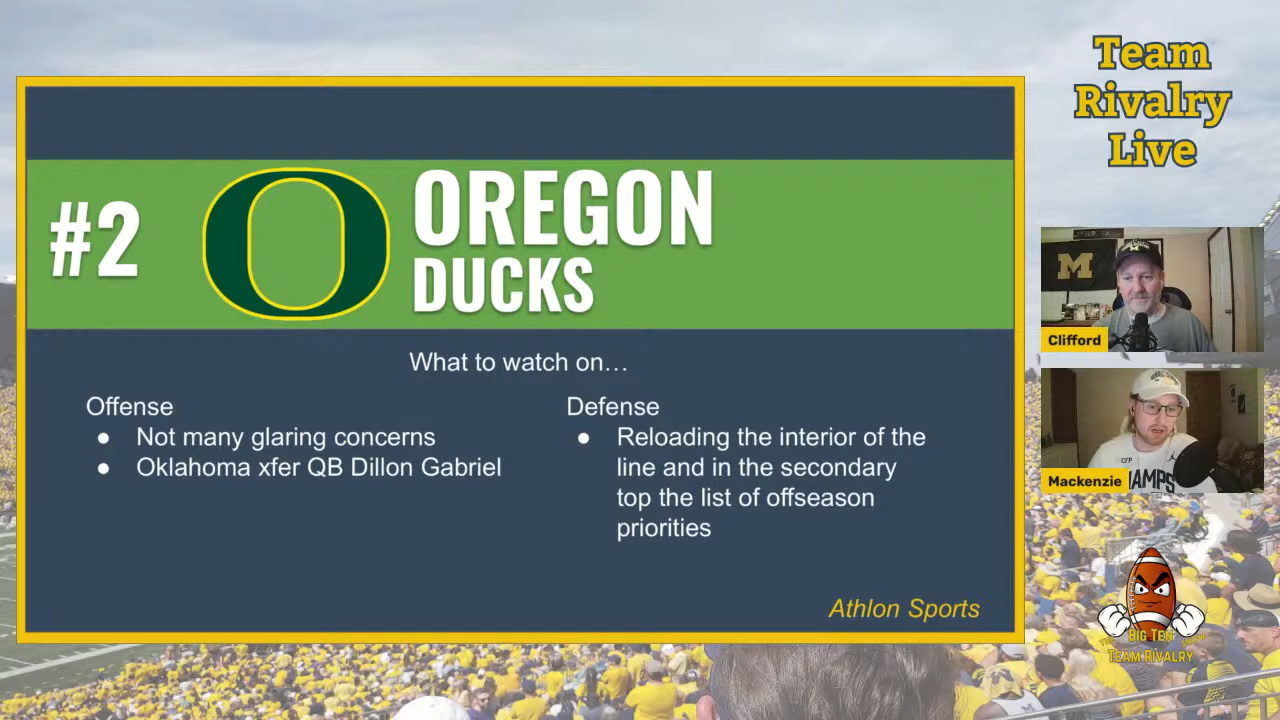 Team
Rivalry
Live
#2
OREGON
DUCKS
What to watch on…
Offense
● Not many glaring concerns
● Oklahoma xfer QB Dillon Gabriel
Defense
● Reloading the interior of the
line and in the secondary
top the list of offseason
priorities
Athlon Sports
M
Clifford
CFP
AMPS
Mackenzie
BIG TEN
TEAM RIVALRY